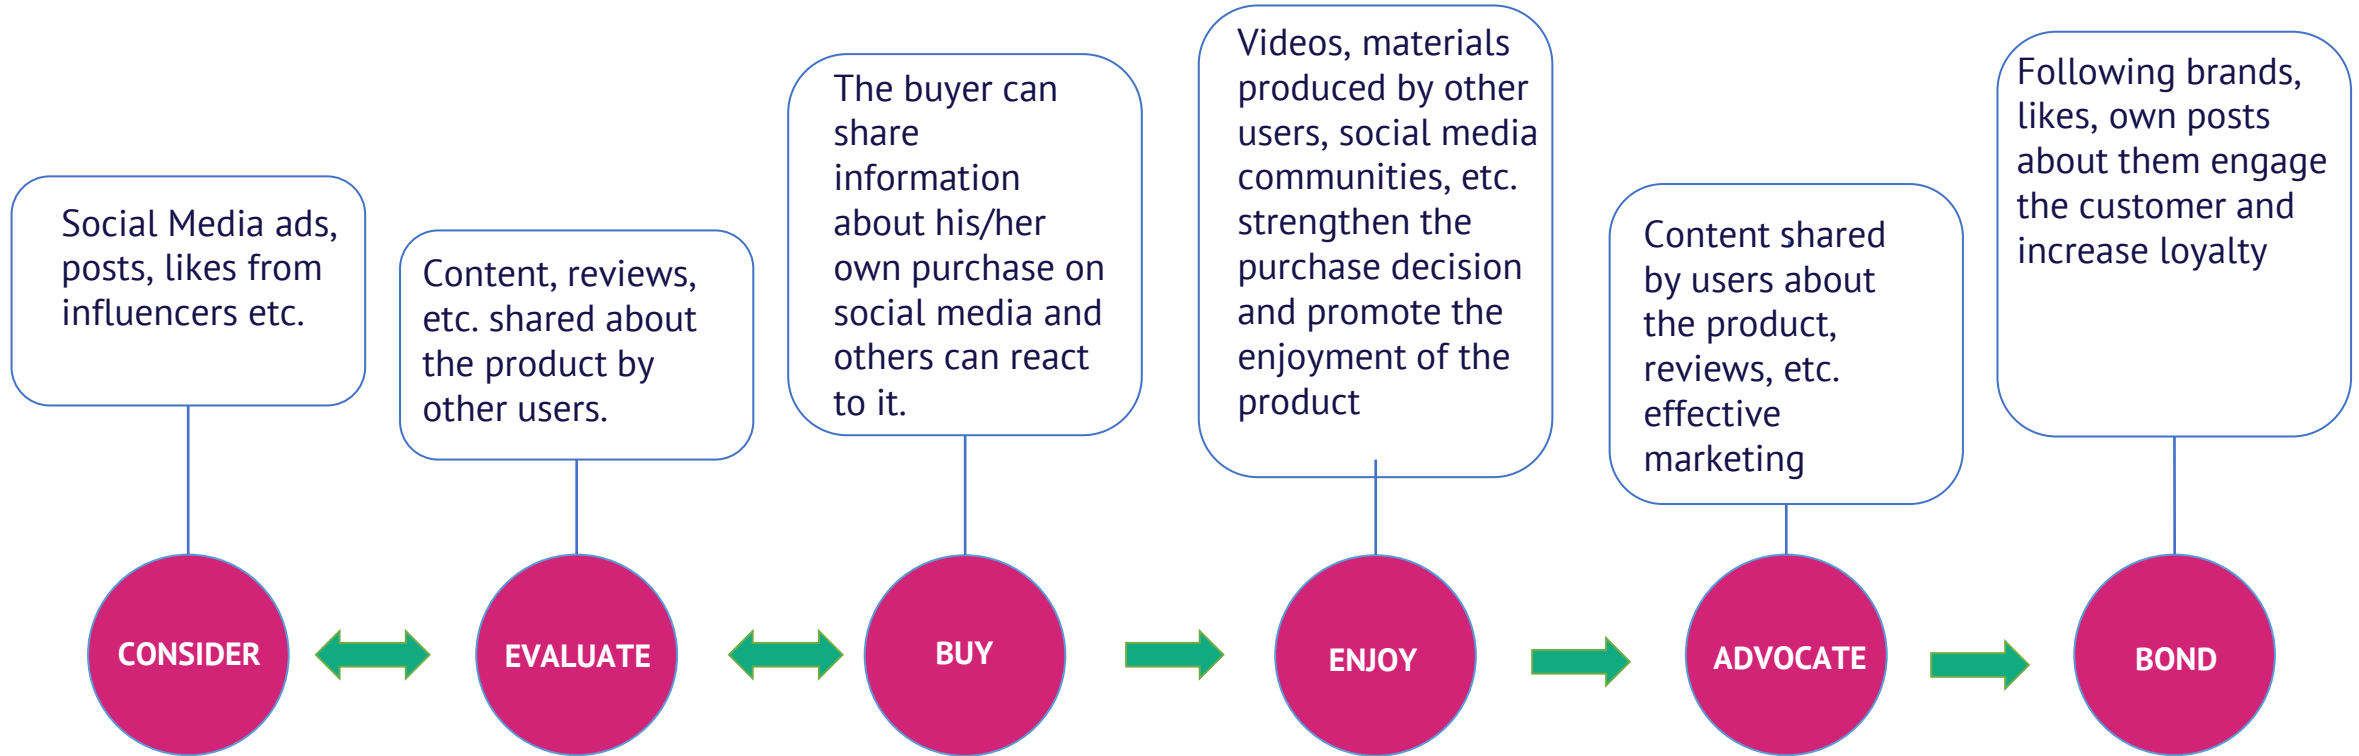 Social Media ads,
posts, likes from
influencers etc.
Content, reviews,
etc. shared about
the product by
other users.
The buyer can
share
information
about his/her
own purchase on
social media and
others can react
to it.
Videos, materials
produced by other
users, social media
communities, etc.
strengthen the
purchase decision
and promote the
enjoyment of the
product
Content shared
by users about
the product,
reviews, etc.
effective
marketing
Following brands,
likes, own posts
about them engage
the customer and
increase loyalty
CONSIDER
EVALUATE
BUY
ENJOY
ADVOCATE
BOND